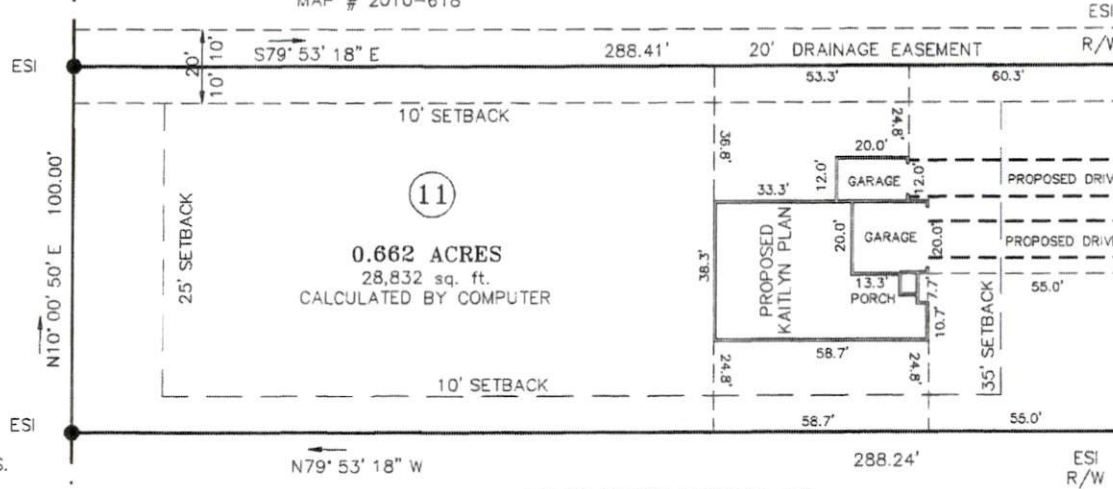 MAP # 2010-618
ESI
R/W
ESI
S79° 53' 18" E
288.41'
20' DRAINAGE EASEMENT
20'
10'
10'
53.3'
60.3'
10' SETBACK
36.8'
24.8'
20.0'
12.0'
GARAGE
12.0'
PROPOSED DRIV
33.3'
11
N10° 00' 50" E 100.00'
25' SETBACK
0.662 ACRES
28,832 sq. ft.
CALCULATED BY COMPUTER
38.3'
PROPOSED
KAITLYN PLAN
20.0'
GARAGE
20.0'
PROPOSED DRIV
13.3'
PORCH
7.7'
55.0'
10.7'
35' SETBACK
58.7'
24.8'
24.8'
10' SETBACK
ESI
58.7'
55.0'
S.
N79° 53' 18" W
288.24'
ESI
R/W